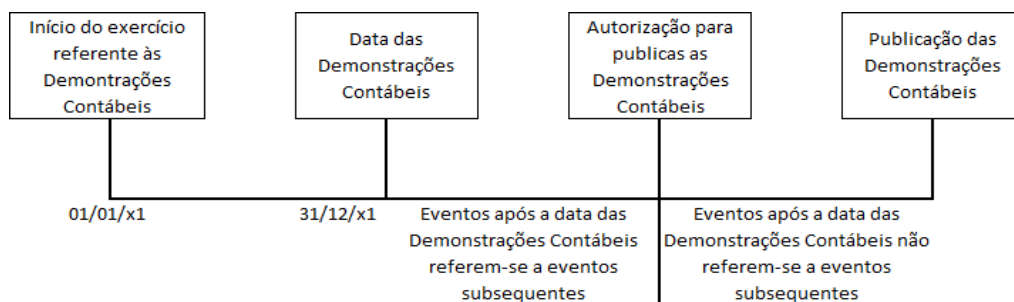 Início do exercício
referente às
Demontrações
Contábeis
Data das
Demonstrações
Contábeis
Autorização para
publicas as
Demonstrações
Contábeis
Publicação das
Demonstrações
Contábeis
01/01/x1
31/12/x1
Eventos após a data das
Demonstrações Contábeis
referem-se a eventos
subsequentes
Eventos após a data das
Demonstrações Contábeis não
referem-se a eventos
subsequentes